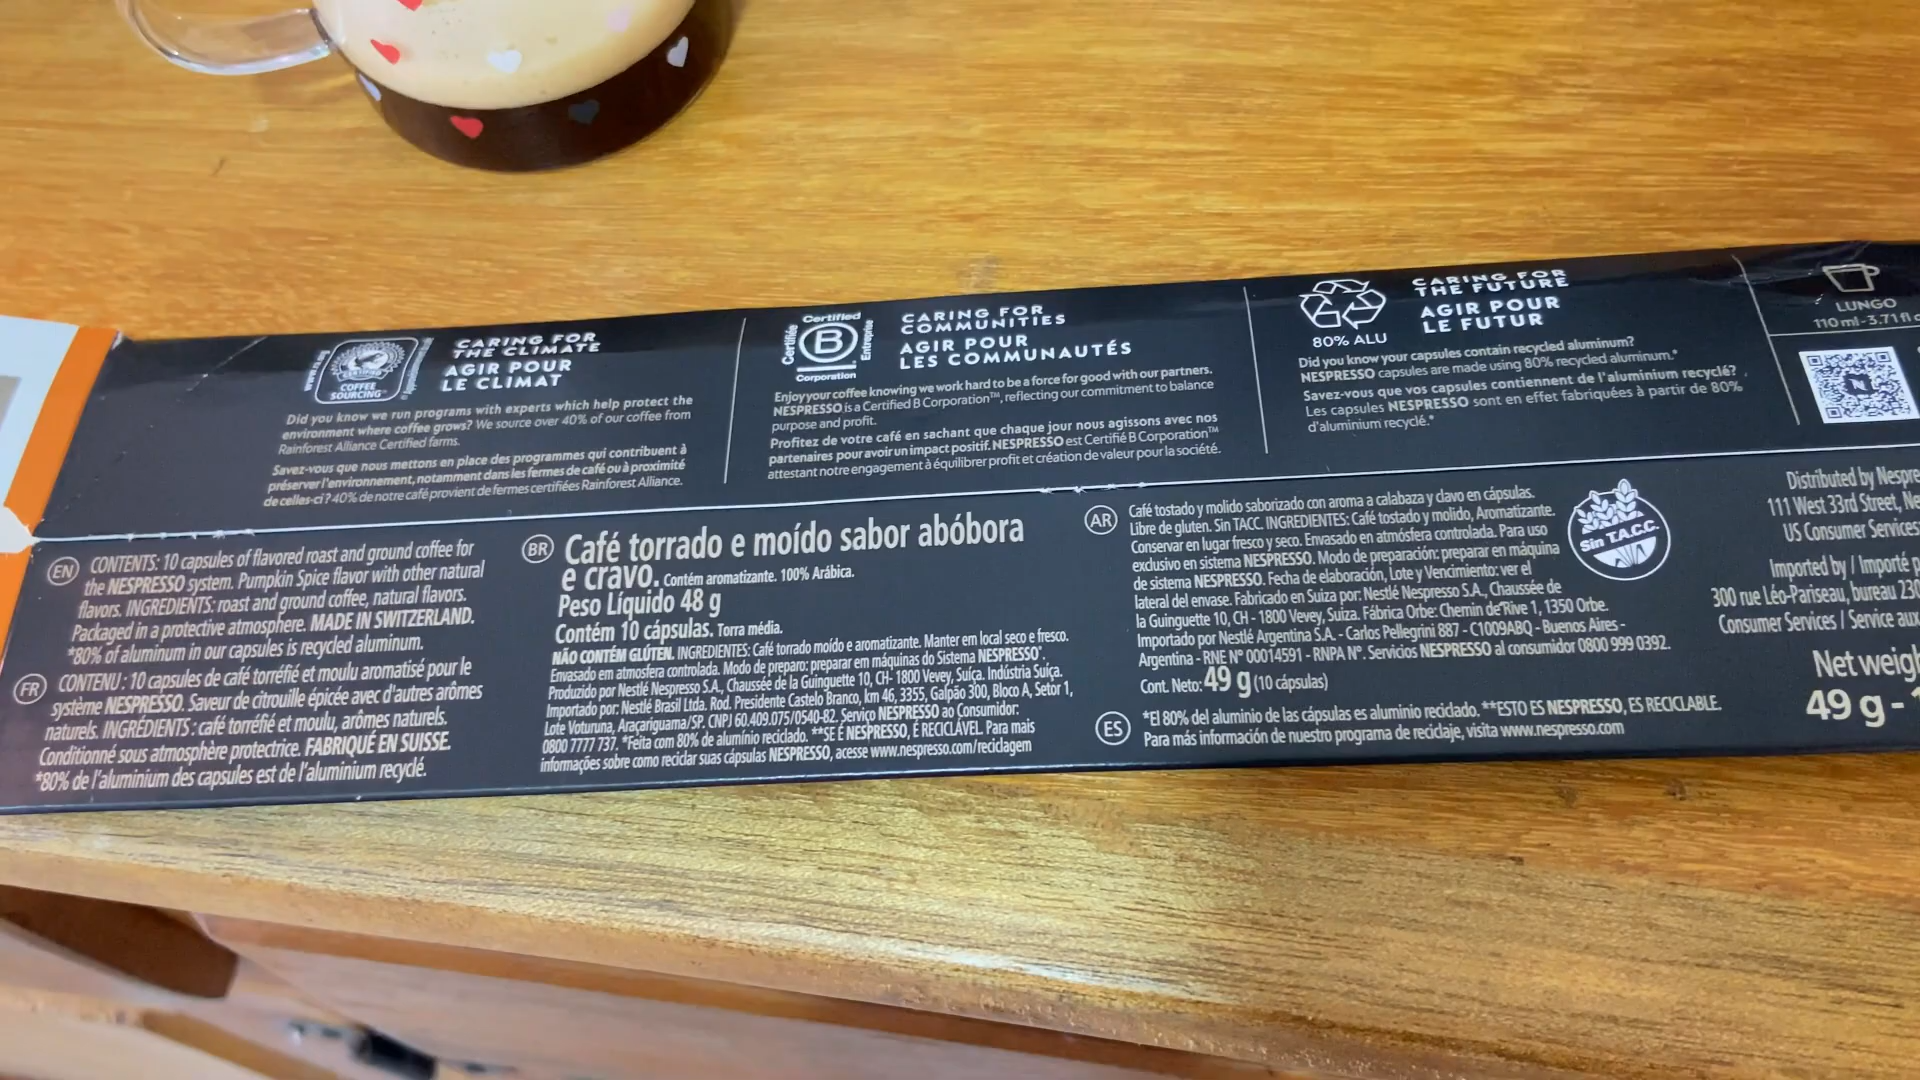 COFFEE
SOURCING
CARING FOR
THE CLIMATE
AGIR POUR
LE CLIMAT
Did you know we run programs with experts which help protect the
environment where coffee grows? We source over 40% of our coffee from
Rainforest Alliance Certified farms.
Savez-vous que nous mettons en place des programmes qui contribuent à
préserver l'environnement, notamment dans les fermes de café ou à proximité
de celles-ci ? 40% de notre café provient de fermes certifiées Rainforest Alliance.
Certified
Certifiée
B
Entreprise
Corporation
CARING FOR
COMMUNITIES
AGIR POUR
LES COMMUNAUTÉS
Enjoy your coffee knowing we work hard to be a force for good with our partners.
NESPRESSO is a Certified B Corporation™, reflecting our commitment to balance
purpose and profit.
Profitez de votre café en sachant que chaque jour nous agissons avec nos
partenaires pour avoir un impact positif. NESPRESSO est Certifié B Corporation™
attestant notre engagement à équilibrer profit et création de valeur pour la société.
80% ALU
CARING FOR
THE FUTURE
AGIR POUR
LE FUTUR
Did you know your capsules contain recycled aluminum?
NESPRESSO capsules are made using 80% recycled aluminum.*
Savez-vous que vos capsules contiennent de l'aluminium recyclé?
Les capsules NESPRESSO sont en effet fabriquées à partir de 80%
d'aluminium recyclé.*
LUNGO
110 ml - 3.71 fl
EN
CONTENTS: 10 capsules of flavored roast and ground coffee for
the NESPRESSO system. Pumpkin Spice flavor with other natural
flavors. INGREDIENTS: roast and ground coffee, natural flavors.
Packaged in a protective atmosphere. MADE IN SWITZERLAND.
*80% of aluminum in our capsules is recycled aluminum.
FR
CONTENU : 10 capsules de café torréfié et moulu aromatisé pour le
système NESPRESSO. Saveur de citrouille épicée avec d'autres arômes
naturels. INGRÉDIENTS : café torréfié et moulu, arômes naturels.
Conditionné sous atmosphère protectrice. FABRIQUÉ EN SUISSE.
*80% de l'aluminium des capsules est de l'aluminium recyclé.
BR
Café torrado e moído sabor abóbora
e cravo. Contém aromatizante. 100% Arábica.
Peso Líquido 48 g
Contém 10 cápsulas. Torra média.
NÃO CONTÉM GLÚTEN. INGREDIENTES: Café torrado moído e aromatizante. Manter em local seco e fresco.
Envasado em atmosfera controlada. Modo de preparo: preparar em máquinas do Sistema NESPRESSO.
Produzido por Nestlé Nespresso S.A., Chaussée de la Guinguette 10, CH- 1800 Vevey, Suíça. Indústria Suíça.
Importado por: Nestlé Brasil Ltda. Rod. Presidente Castelo Branco, km 46, 3355, Galpão 300, Bloco A, Setor 1,
Lote Voturuna, Araçariguama/SP. CNPJ 60.409.075/0540-82. Serviço NESPRESSO ao Consumidor:
0800 7777 737. *Feita com 80% de alumínio reciclado. **SE É NESPRESSO, É RECICLÁVEL. Para mais
informações sobre como reciclar suas cápsulas NESPRESSO, acesse www.nespresso.com/reciclagem
AR
Café tostado y molido saborizado con aroma a calabaza y clavo en cápsulas.
Libre de gluten. Sin TACC. INGREDIENTES: Café tostado y molido, Aromatizante.
Conservar en lugar fresco y seco. Envasado en atmósfera controlada. Para uso
exclusivo en sistema NESPRESSO. Modo de preparación: preparar en máquina
de sistema NESPRESSO. Fecha de elaboración, Lote y Vencimiento: ver el
lateral del envase. Fabricado en Suiza por: Nestlé Nespresso S.A., Chaussée de
la Guinguette 10, CH - 1800 Vevey, Suiza. Fábrica Orbe: Chemin de Rive 1, 1350 Orbe.
Importado por Nestlé Argentina S.A. - Carlos Pellegrini 887 - C1009ABQ - Buenos Aires -
Argentina - RNE N° 00014591 - RNPA N°. Servicios NESPRESSO al consumidor 0800 999 0392.
Cont. Neto: 49 g (10 cápsulas)
Sin T.A.C.C.
ES
*El 80% del aluminio de las cápsulas es aluminio reciclado. **ESTO ES NESPRESSO, ES RECICLABLE.
Para más información de nuestro programa de reciclaje, visita www.nespresso.com
Distributed by Nespre
111 West 33rd Street, Ne
US Consumer Services
Imported by / Importé p
300 rue Léo-Pariseau, bureau 230
Consumer Services / Service aux
Net weigh
49 g -